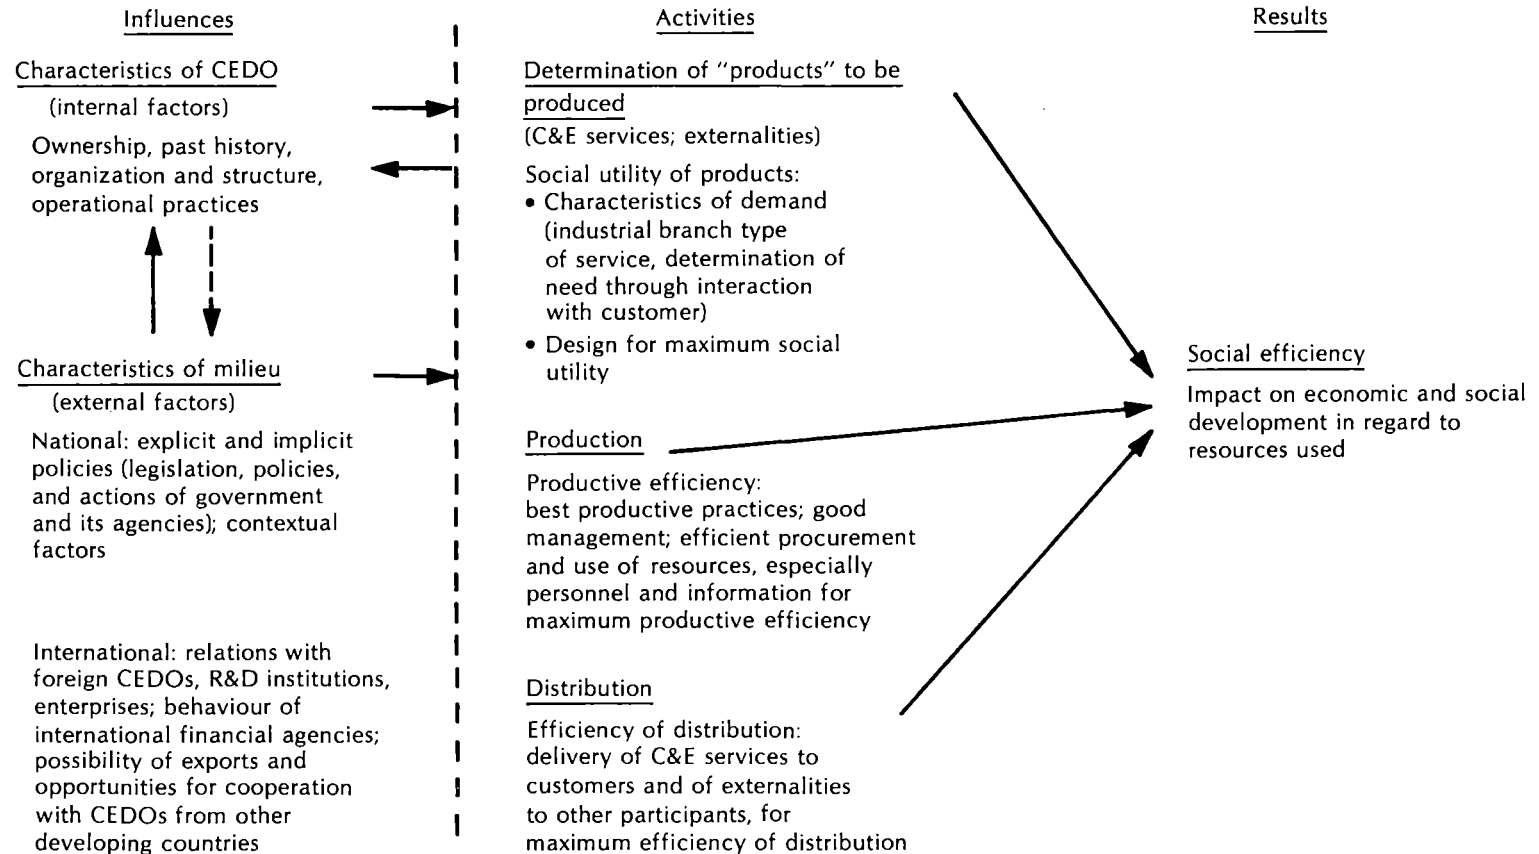 Influences
Characteristics of CEDO
(internal factors)
Ownership, past history,
organization and structure,
operational practices
Characteristics of milieu
(external factors)
National: explicit and implicit
policies (legislation, policies,
and actions of government
and its agencies); contextual
factors
International: relations with
foreign CEDOs, R&D institutions,
enterprises; behaviour of
international financial agencies;
possibility of exports and
opportunities for cooperation
with CEDOs from other
developing countries
Activities
Determination of "products" to be
produced
(C&E services; externalities)
Social utility of products:
• Characteristics of demand
(industrial branch type
of service, determination of
need through interaction
with customer)
• Design for maximum social
utility
Production
Productive efficiency:
best productive practices; good
management; efficient procurement
and use of resources, especially
personnel and information for
maximum productive efficiency
Distribution
Efficiency of distribution:
delivery of C&E services to
customers and of externalities
to other participants, for
maximum efficiency of distribution
Results
Social efficiency
Impact on economic and social
development in regard to
resources used